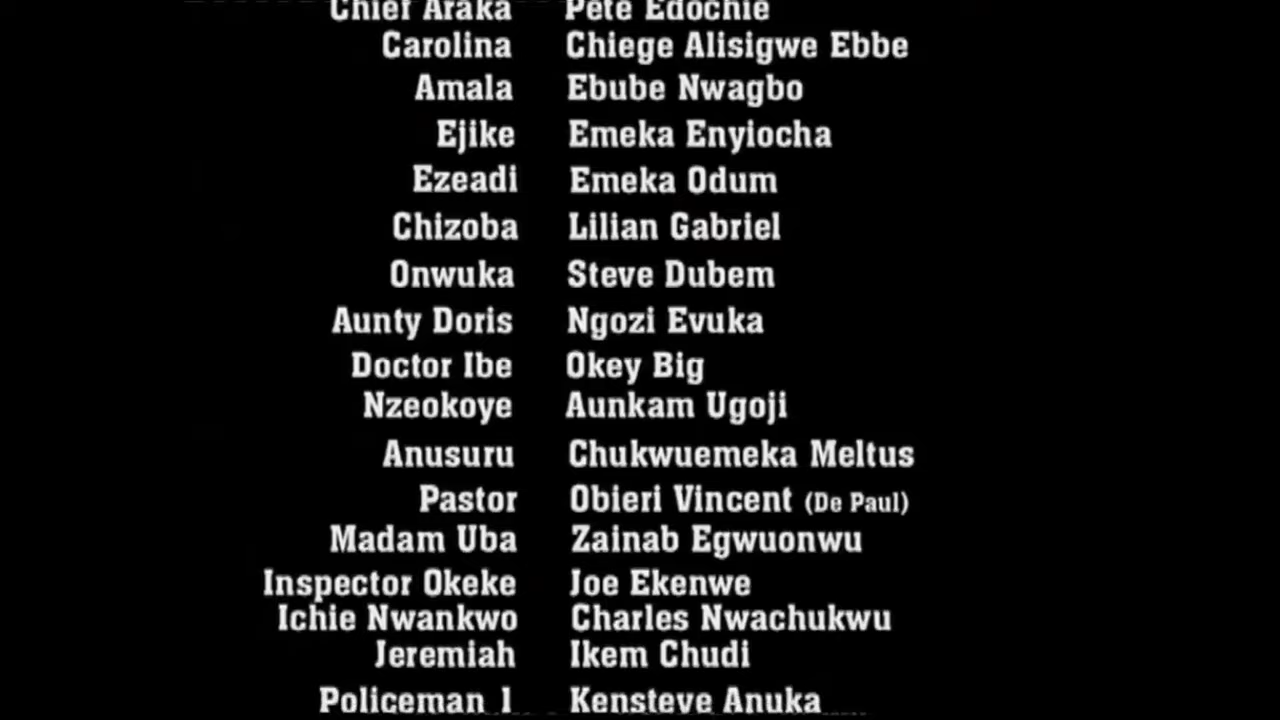 Chief Araka Pete Edochie
Carolina Chiege Alisigwe Ebbe
Amala Ebube Nwagbo
Ejike Emeka Enyiocha
Ezeadi Emeka Odum
Chizoba Lilian Gabriel
Onwuka Steve Dubem
Aunty Doris Ngozi Evuka
Doctor Ibe Okey Big
Nzeokoye Aunkam Ugoji
Anusuru Chukwuemeka Meltus
Pastor Obieri Vincent (De Paul)
Madam Uba Zainab Egwuonwu
Inspector Okeke Joe Ekenwe
Ichie Nwankwo Charles Nwachukwu
Jeremiah Ikem Chudi
Policeman 1 Kensteve Anuka